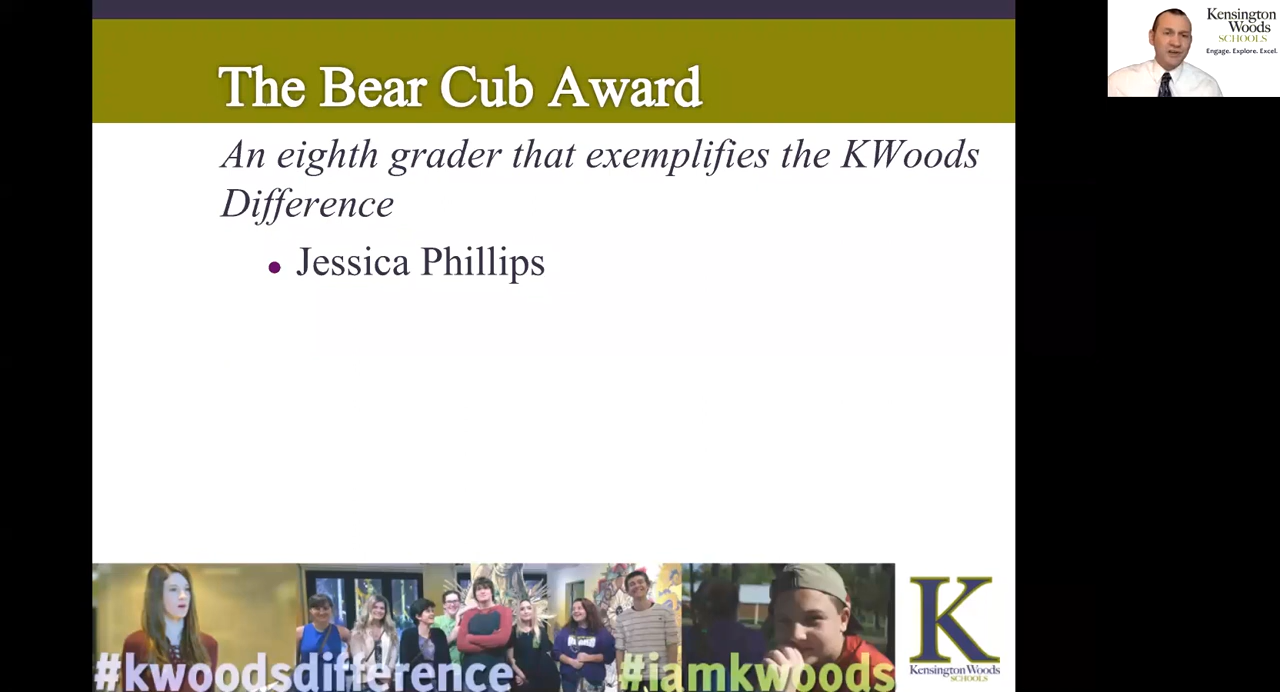 The Bear Cub Award
An eighth grader that exemplifies the KWoods
Difference
• Jessica Phillips
Kensington
Woods
SCHOOLS
Engage. Explore. Excel.
#kwoodsdifference
#iamkwoods
K
Kensington Woods
SCHOOLS